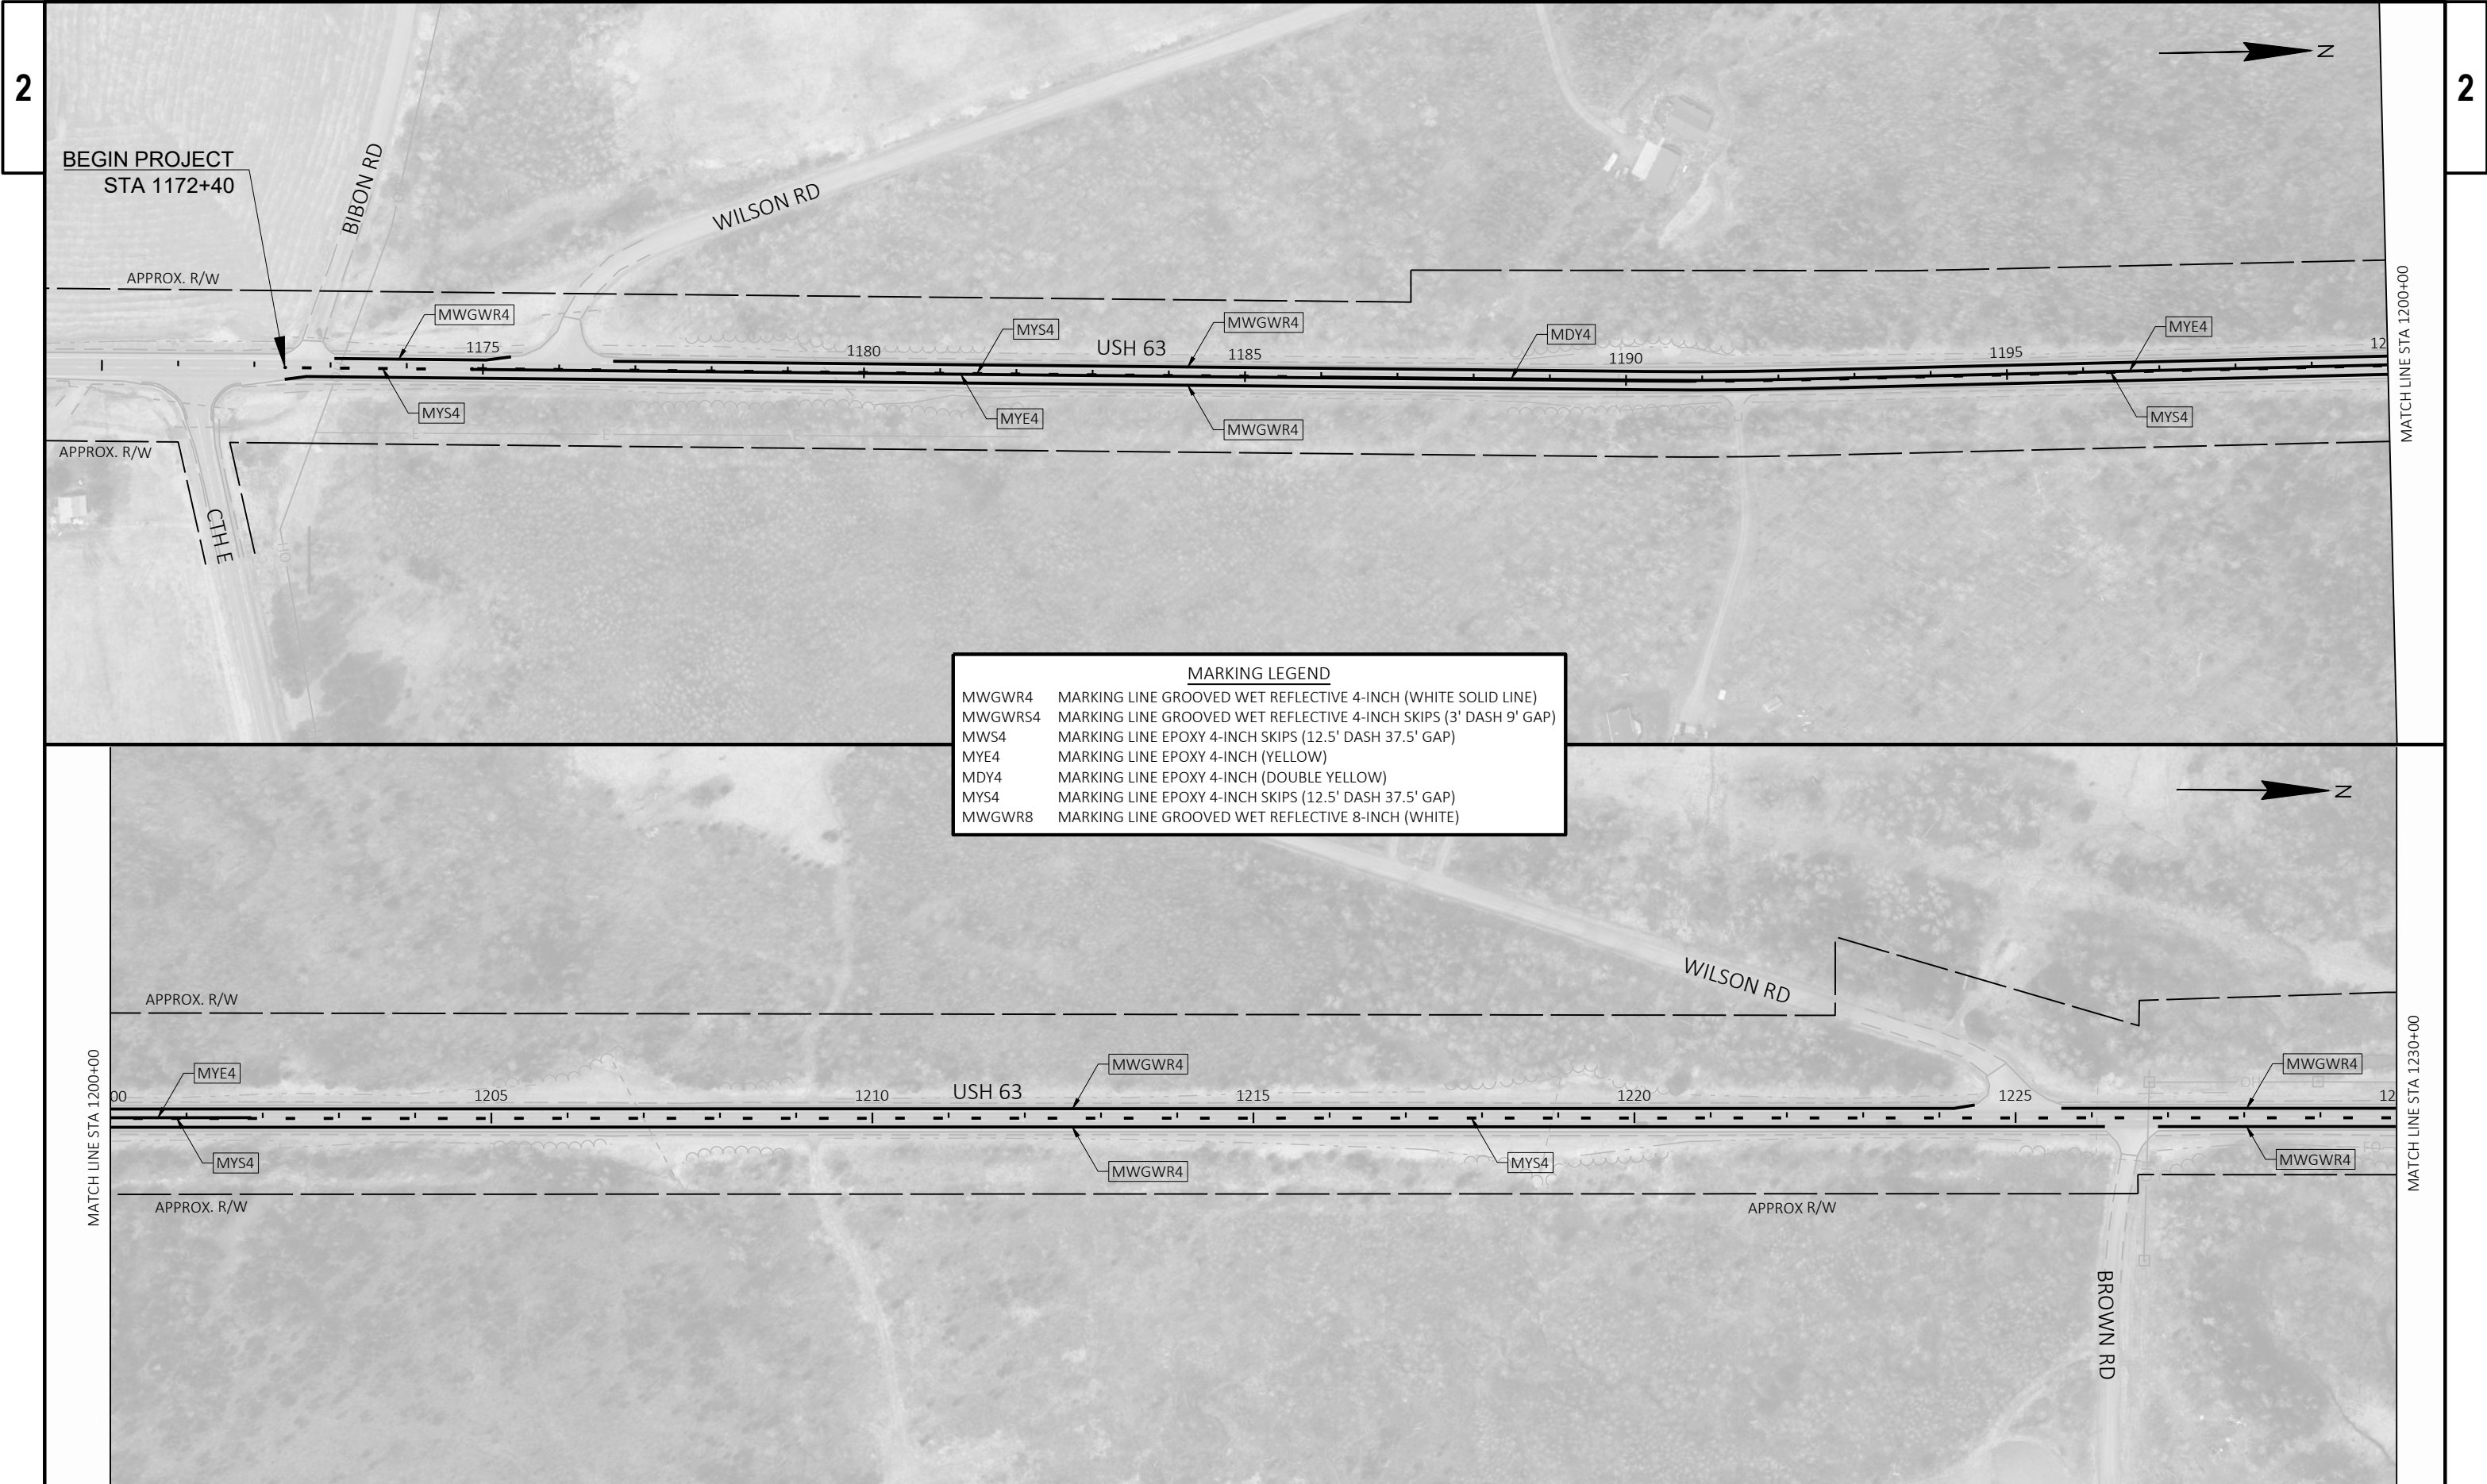 2
2
N
BEGIN PROJECT
STA 1172+40
BIBON RD
WILSON RD
APPROX. R/W
MWGWR4
1175
MYS4
1180
MYS4
MYE4
USH 63
MWGWR4
1185
MWGWR4
MDY4
1190
1195
MYE4
MYS4
12
MATCH LINE STA 1200+00
APPROX. R/W
CTH E
OH
MARKING LEGEND
MWGWR4 MARKING LINE GROOVED WET REFLECTIVE 4-INCH (WHITE SOLID LINE)
MWGWRS4 MARKING LINE GROOVED WET REFLECTIVE 4-INCH SKIPS (3' DASH 9' GAP)
MWS4 MARKING LINE EPOXY 4-INCH SKIPS (12.5' DASH 37.5' GAP)
MYE4 MARKING LINE EPOXY 4-INCH (YELLOW)
MDY4 MARKING LINE EPOXY 4-INCH (DOUBLE YELLOW)
MYS4 MARKING LINE EPOXY 4-INCH SKIPS (12.5' DASH 37.5' GAP)
MWGWR8 MARKING LINE GROOVED WET REFLECTIVE 8-INCH (WHITE)
N
WILSON RD
APPROX. R/W
MATCH LINE STA 1200+00
MYE4
00
MYS4
1205
1210
USH 63
MWGWR4
MWGWR4
1215
MYS4
1220
1225
MWGWR4
12
MWGWR4
MATCH LINE STA 1230+00
APPROX. R/W
APPROX R/W
BROWN RD